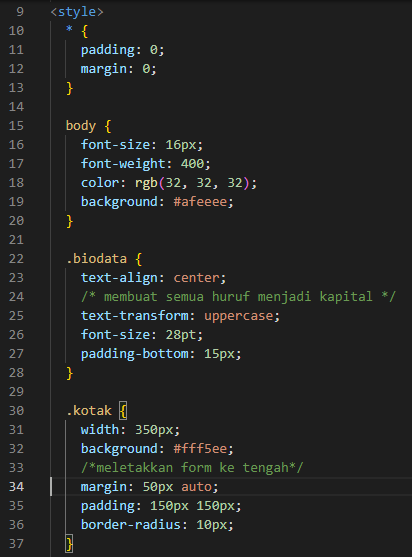 9 <style>
10 * {
11 padding: 0;
12 margin: 0;
13 }
14
15 body {
16 font-size: 16px;
17 font-weight: 400;
18 color: rgb(32, 32, 32);
19 background: #afeeee;
20 }
21
22 .biodata {
23 text-align: center;
24 /* membuat semua huruf menjadi kapital */
25 text-transform: uppercase;
26 font-size: 28pt;
27 padding-bottom: 15px;
28 }
29
30 .kotak {
31 width: 350px;
32 background: #fff5ee;
33 /*meletakkan form ke tengah*/
34 margin: 50px auto;
35 padding: 150px 150px;
36 border-radius: 10px;
37 }